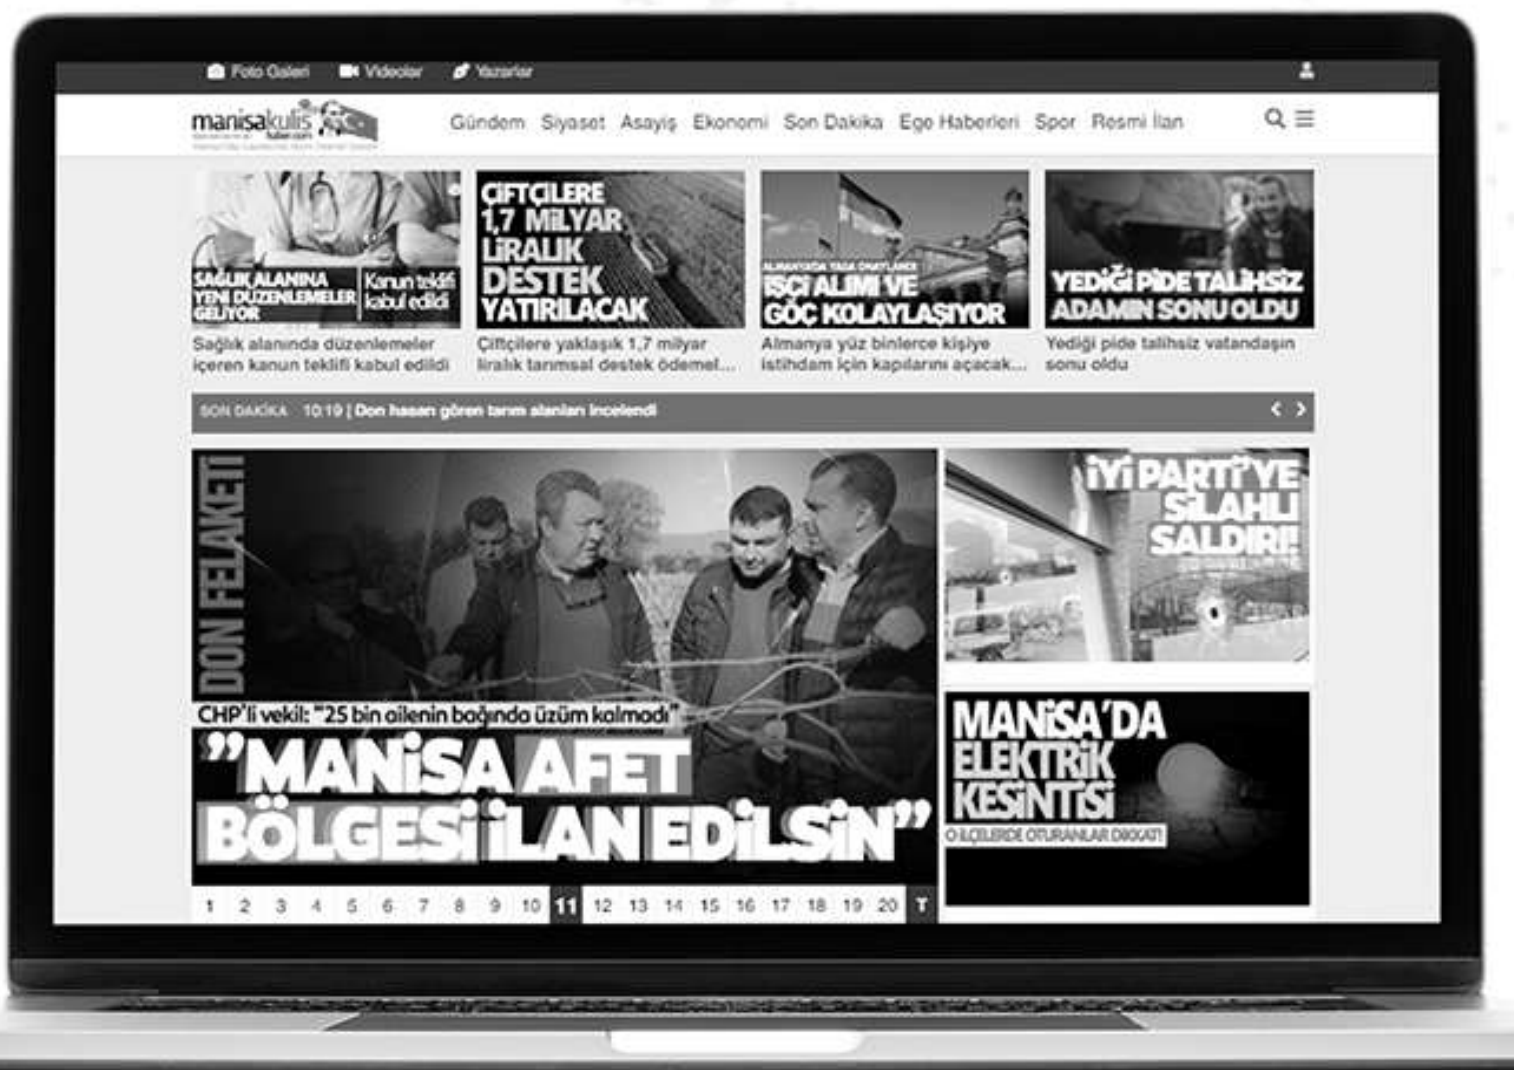 Foto Galeri Videolar Yazarlar
manisakulis
haber.com
Gündem Siyaset Asayiş Ekonomi Son Dakika Ege Haberleri Spor Resmi İlan
SAĞLIK ALANINA
YENİ DÜZENLEMELER
GELİYOR
Kanun teklifi
kabul edildi
Sağlık alanında düzenlemeler
içeren kanun teklifi kabul edildi
ÇİFTÇİLERE
1,7 MİLYAR
LİRALIK
DESTEK
YATIRILACAK
Çiftçilere yaklaşık 1,7 milyar
liralık tarımsal destek ödemel...
ALMANYA'DA YASA ONAYLANDI
İŞÇİ ALIMI VE
GÖÇ KOLAYLAŞIYOR
Almanya yüz binlerce kişiye
istihdam için kapılarını açacak...
YEDİĞİ PİDE TALİHSİZ
ADAMIN SONU OLDU
Yediği pide talihsiz vatandaşın
sonu oldu
SON DAKİKA 10:19 | Don hasarı gören tarım alanları incelendi
DON FELAKETİ
CHP'li vekil: "25 bin ailenin bağında üzüm kalmadı"
"MANİSA AFET
BÖLGESİ İLAN EDİLSİN"
1 2 3 4 5 6 7 8 9 10 11 12 13 14 15 16 17 18 19 20 T
İYİ PARTİ'YE
SİLAHLI
SALDIRI!
MANİSA'DA
ELEKTRİK
KESİNTİSİ
O İLÇELERDE OTURANLAR DİKKAT!